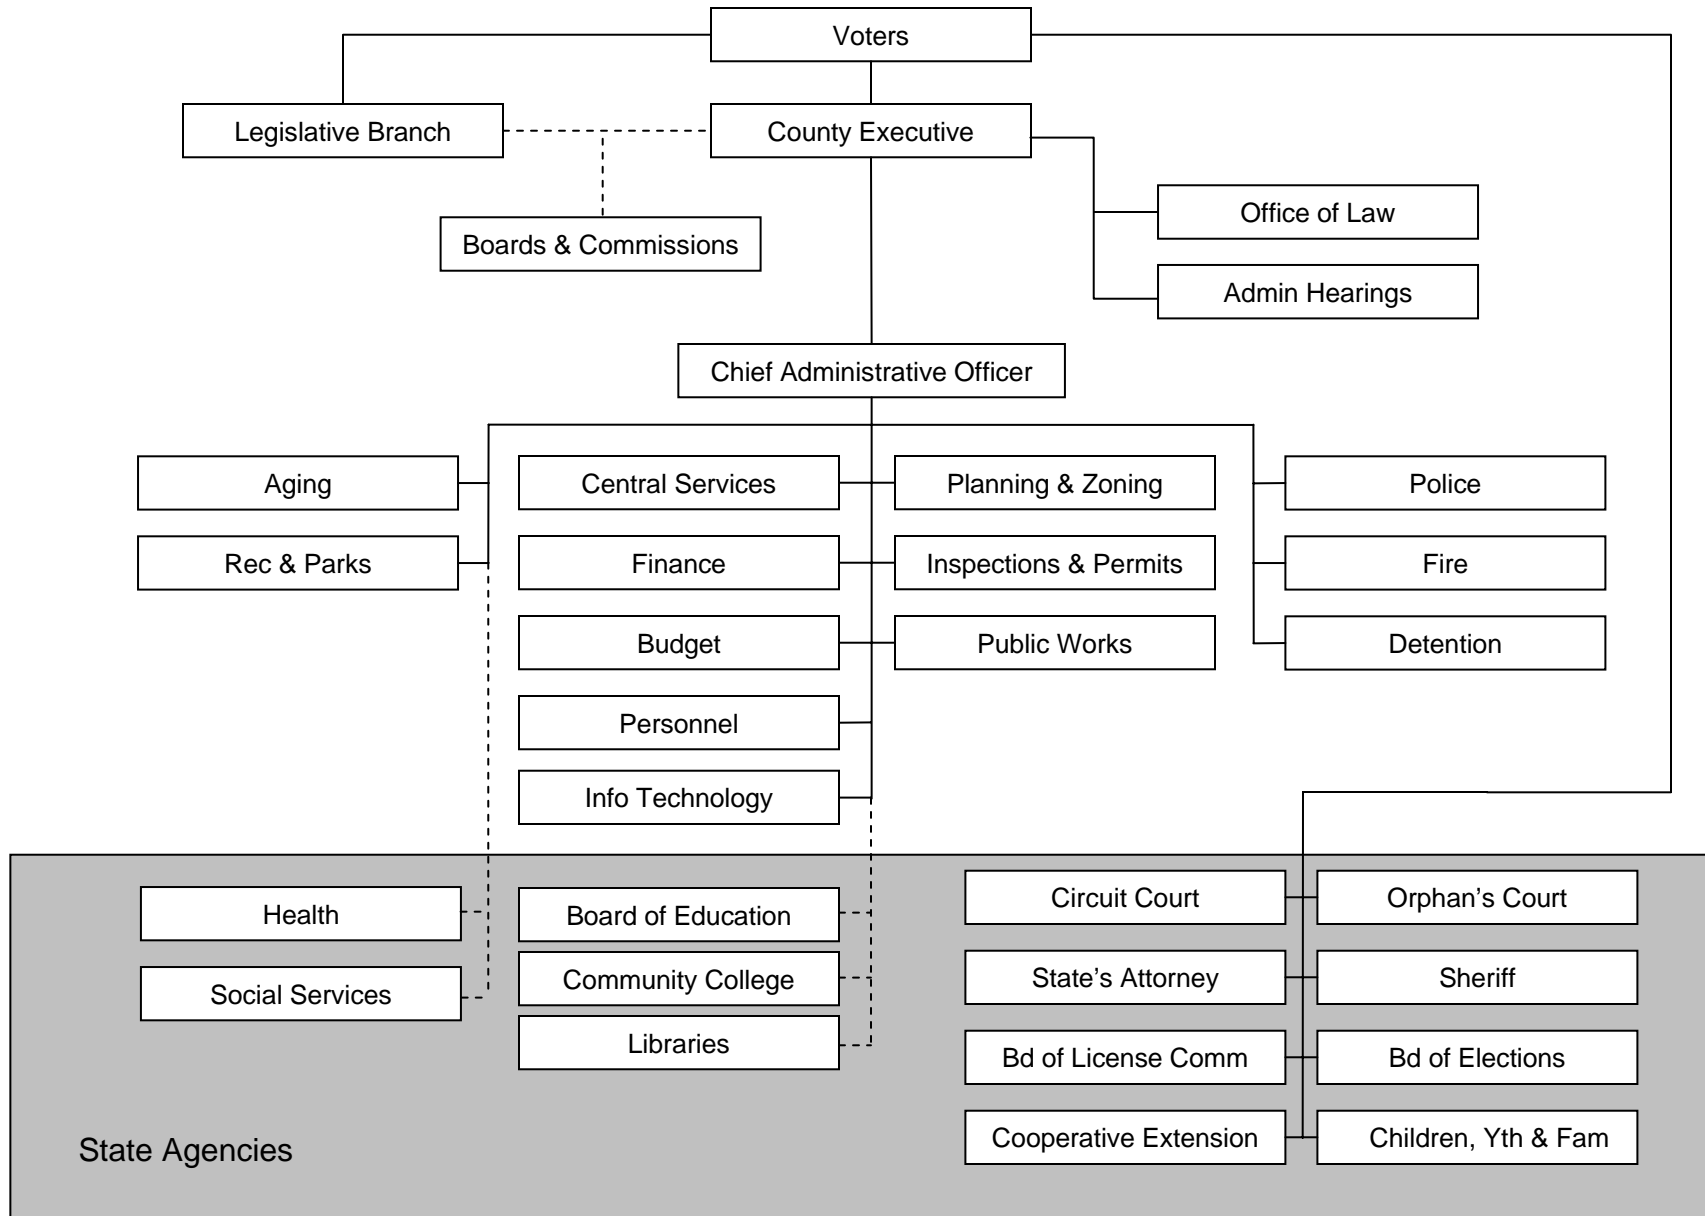 Voters
Legislative Branch
County Executive
Office of Law
Boards & Commissions
Admin Hearings
Chief Administrative Officer
Aging
Central Services
Planning & Zoning
Police
Rec & Parks
Finance
Inspections & Permits
Fire
Budget
Public Works
Detention
Personnel
Info Technology
Health
Board of Education
Circuit Court
Orphan's Court
Social Services
Community College
State's Attorney
Sheriff
Libraries
Bd of License Comm
Bd of Elections
State Agencies
Cooperative Extension
Children, Yth & Fam